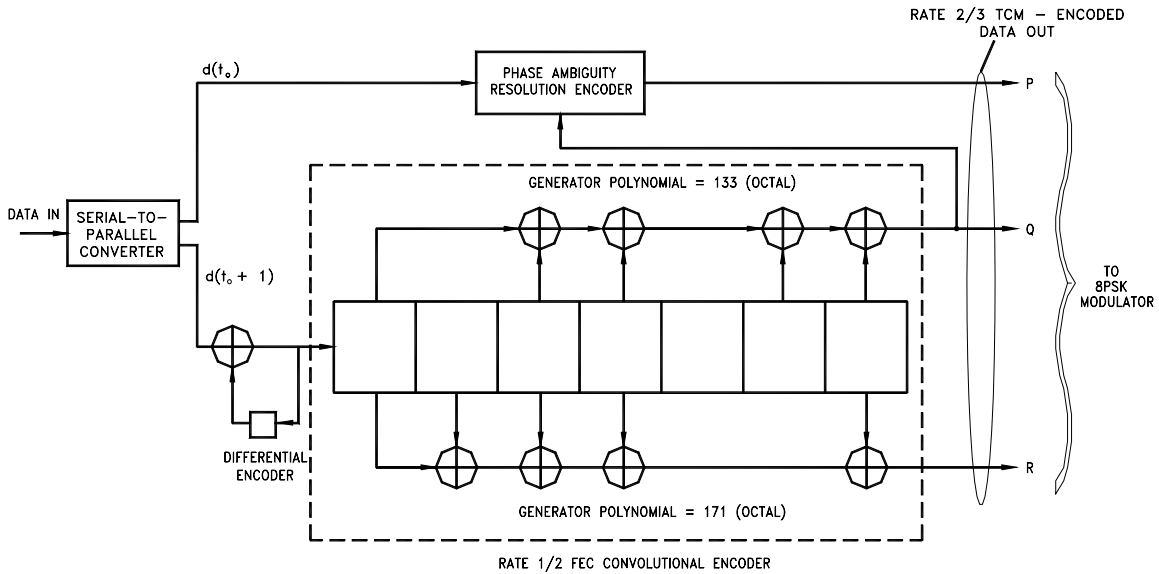 RATE 2/3 TCM – ENCODED
DATA OUT
d(t₀)
PHASE AMBIGUITY
RESOLUTION ENCODER
P
GENERATOR POLYNOMIAL = 133 (OCTAL)
DATA IN
SERIAL–TO–
PARALLEL
CONVERTER
Q
d(t₀ + 1)
TO
8PSK
MODULATOR
DIFFERENTIAL
ENCODER
R
GENERATOR POLYNOMIAL = 171 (OCTAL)
RATE 1/2 FEC CONVOLUTIONAL ENCODER